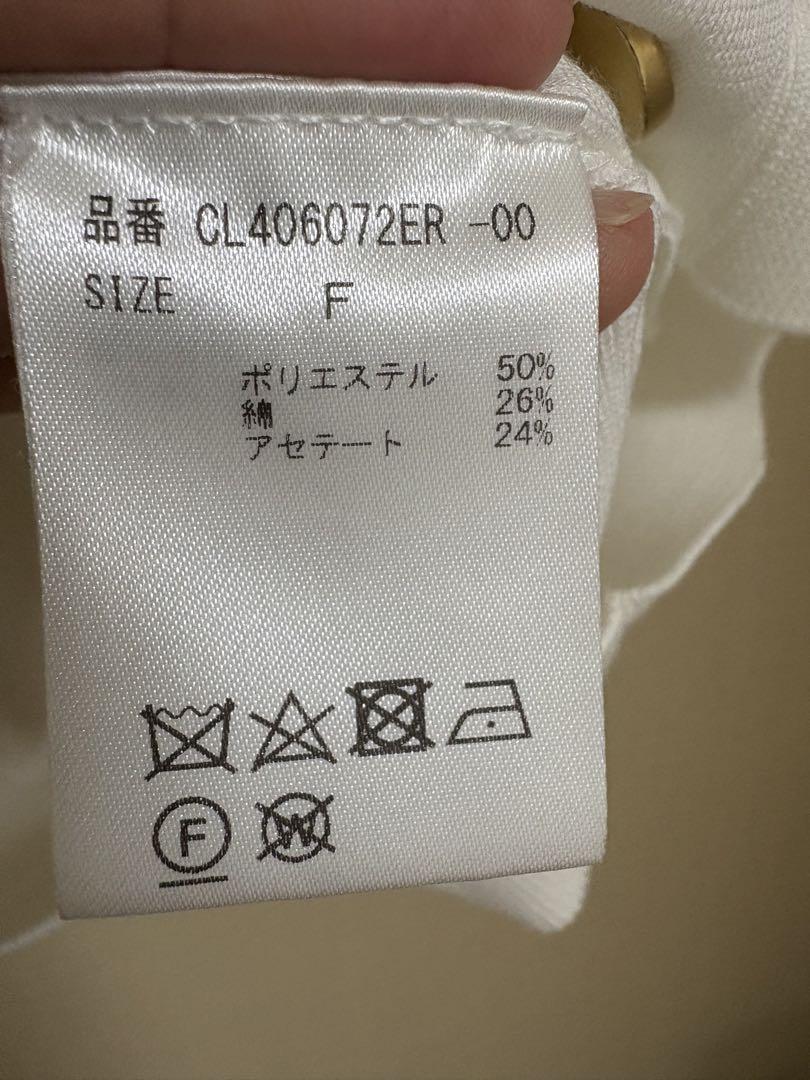 品番 CL406072ER -00
SIZE F
ポリエステル 50%
綿 26%
アセテート 24%
F W